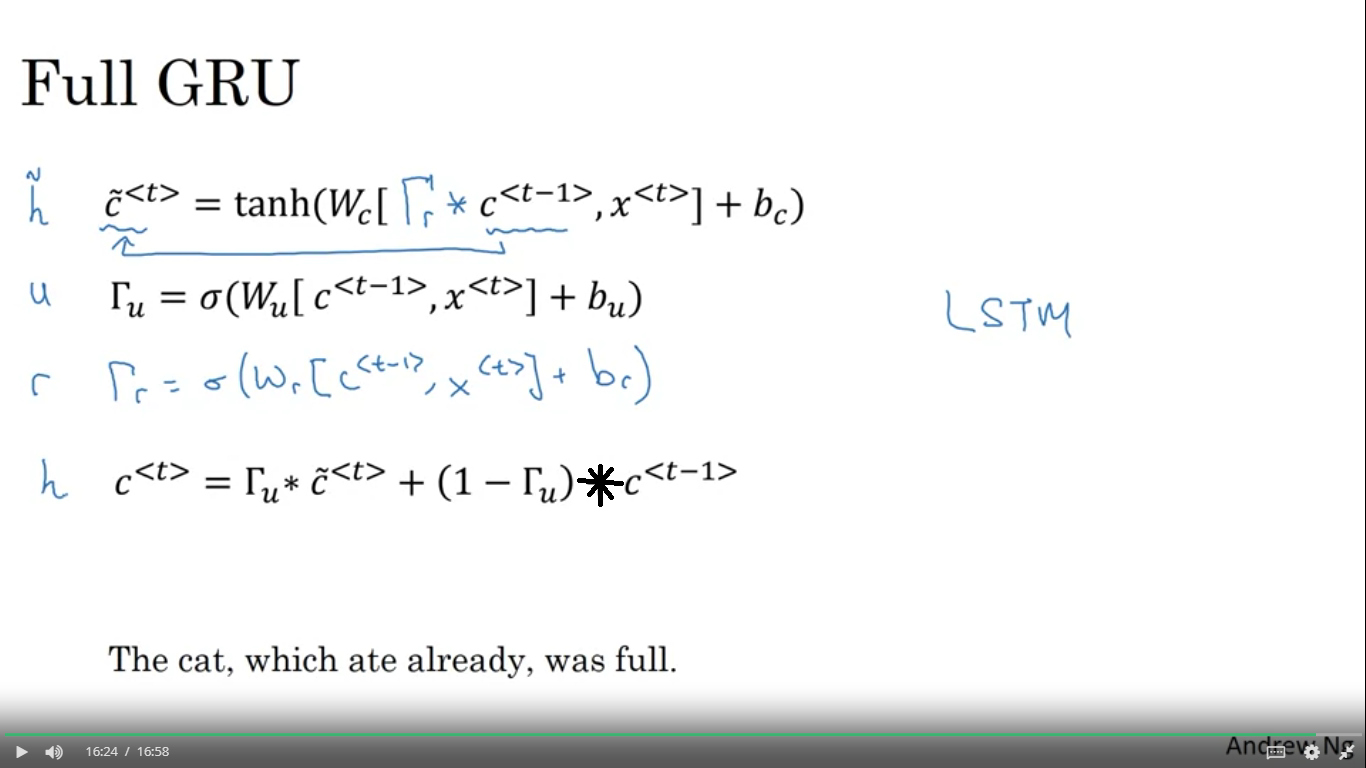 Full GRU
h̃ c̃<t> = tanh(Wc[ Γr * c<t−1>, x<t>] + bc)
u Γu = σ(Wu[ c<t−1>, x<t>] + bu)
LSTM
r Γr = σ(Wr[c<t−1>, x<t>] + br)
h c<t> = Γu * c̃<t> + (1 − Γu) * c<t−1>
The cat, which ate already, was full.
16:24 / 16:58
Andrew Ng